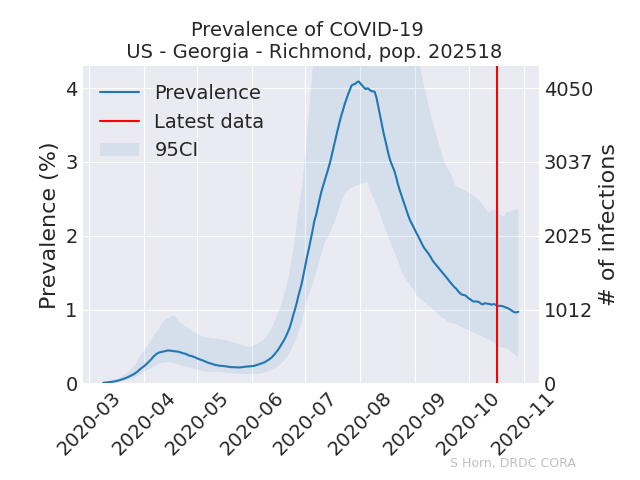 Prevalence of COVID-19
US - Georgia - Richmond, pop. 202518
Prevalence
Latest data
95CI
Prevalence (%)
4
3
2
1
0
4050
3037
2025
1012
0
# of infections
2020-03
2020-04
2020-05
2020-06
2020-07
2020-08
2020-09
2020-10
2020-11
S Horn, DRDC CORA